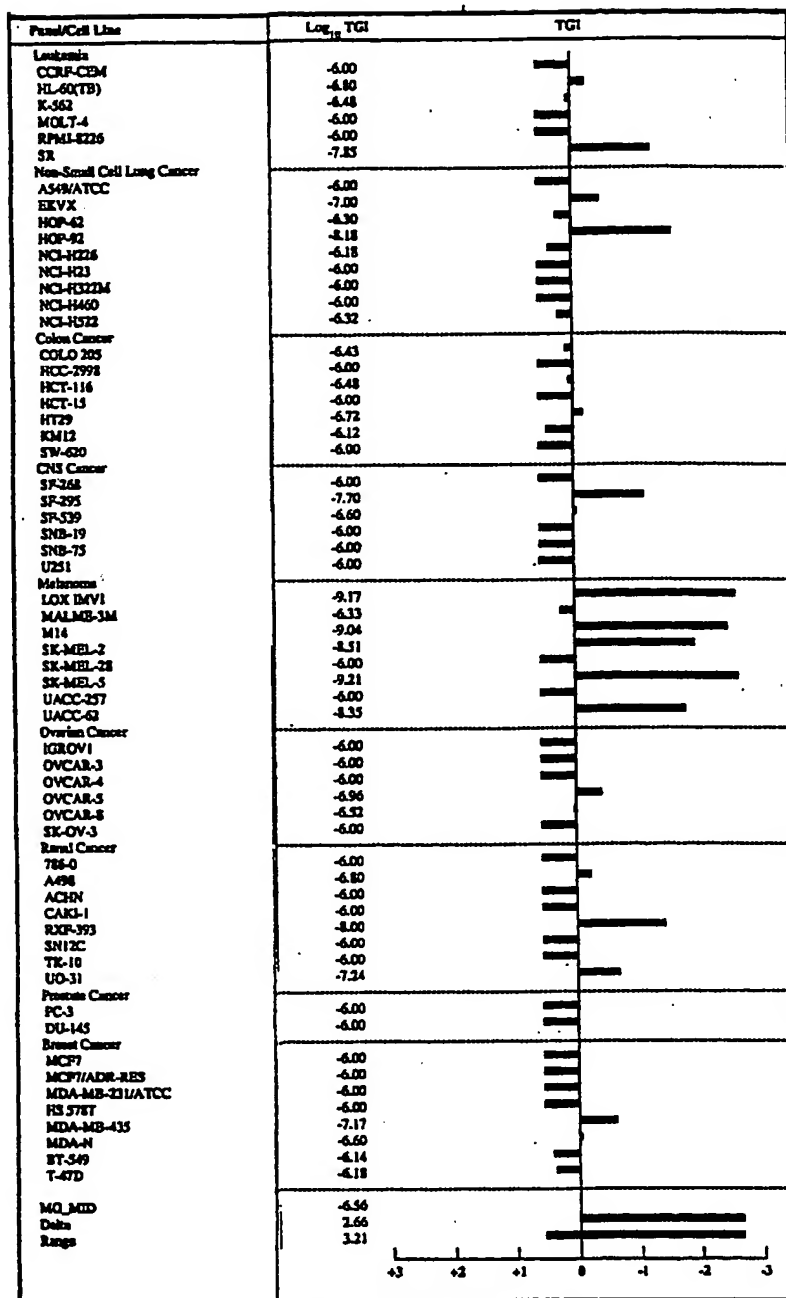 Panel/Cell Line Log10 TGI TGI
Leukemia
CCRF-CEM -6.00
HL-60(TB) -6.80
K-562 -6.48
MOLT-4 -6.00
RPMI-8226 -6.00
SR -7.85
Non-Small Cell Lung Cancer
A549/ATCC -6.00
EKVX -7.00
HOP-62 -6.30
HOP-92 -8.18
NCI-H226 -6.18
NCI-H23 -6.00
NCI-H322M -6.00
NCI-H460 -6.00
NCI-H522 -6.32
Colon Cancer
COLO 205 -6.43
HCC-2998 -6.00
HCT-116 -6.48
HCT-15 -6.00
HT29 -6.72
KM12 -6.12
SW-620 -6.00
CNS Cancer
SF-268 -6.00
SF-295 -7.70
SF-539 -6.60
SNB-19 -6.00
SNB-75 -6.00
U251 -6.00
Melanoma
LOX IMVI -9.17
MALME-3M -6.33
M14 -9.04
SK-MEL-2 -8.51
SK-MEL-28 -6.00
SK-MEL-5 -9.21
UACC-257 -6.00
UACC-62 -8.35
Ovarian Cancer
IGROV1 -6.00
OVCAR-3 -6.00
OVCAR-4 -6.00
OVCAR-5 -6.96
OVCAR-8 -6.52
SK-OV-3 -6.00
Renal Cancer
786-0 -6.00
A498 -6.80
ACHN -6.00
CAKI-1 -6.00
RXF-393 -8.00
SN12C -6.00
TK-10 -6.00
UO-31 -7.24
Prostate Cancer
PC-3 -6.00
DU-145 -6.00
Breast Cancer
MCF7 -6.00
MCF7/ADR-RES -6.00
MDA-MB-231/ATCC -6.00
HS 578T -6.00
MDA-MB-435 -7.17
MDA-N -6.60
BT-549 -6.14
T-47D -6.18
MG_MID -6.56
Delta 2.66
Range 3.21
+3 +2 +1 0 -1 -2 -3